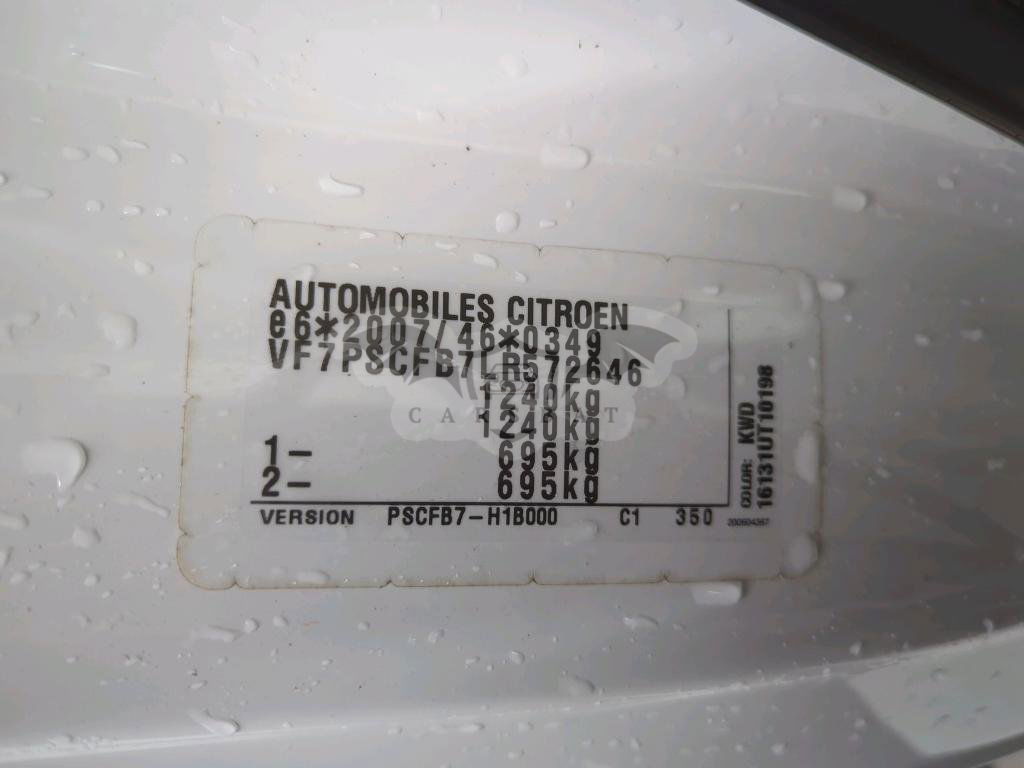 AUTOMOBILES CITROEN
e6*2007/46*0349
VF7PSCFB7LR572646
1240kg
1240kg
1- 695kg
2- 695kg
VERSION PSCFB7-H1B000 C1 350
COLOR: KWD
16131UT10198
200604267